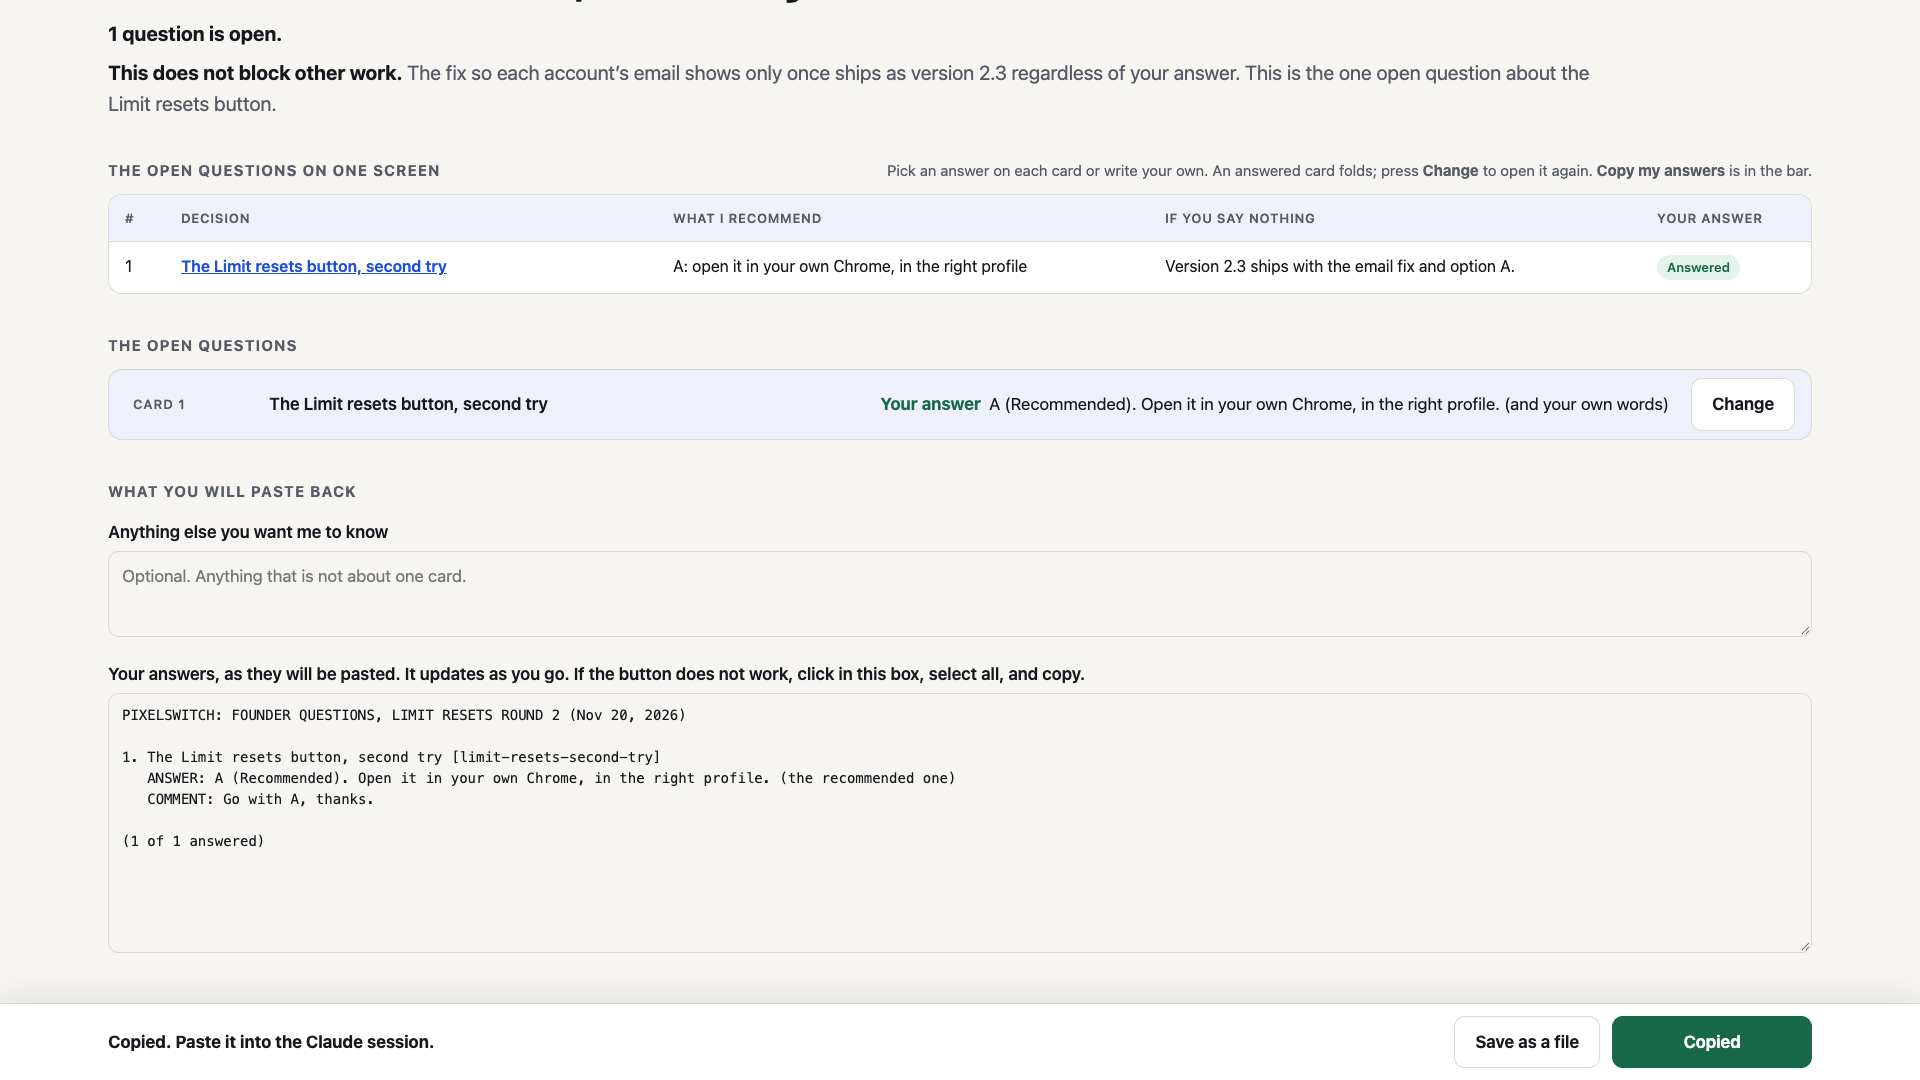 1 question is open.
This does not block other work. The fix so each account’s email shows only once ships as version 2.3 regardless of your answer. This is the one open question about the
Limit resets button.
THE OPEN QUESTIONS ON ONE SCREEN
Pick an answer on each card or write your own. An answered card folds; press Change to open it again. Copy my answers is in the bar.
# DECISION WHAT I RECOMMEND IF YOU SAY NOTHING YOUR ANSWER
1 The Limit resets button, second try A: open it in your own Chrome, in the right profile Version 2.3 ships with the email fix and option A. Answered
THE OPEN QUESTIONS
CARD 1 The Limit resets button, second try Your answer A (Recommended). Open it in your own Chrome, in the right profile. (and your own words) Change
WHAT YOU WILL PASTE BACK
Anything else you want me to know
Optional. Anything that is not about one card.
Your answers, as they will be pasted. It updates as you go. If the button does not work, click in this box, select all, and copy.
PIXELSWITCH: FOUNDER QUESTIONS, LIMIT RESETS ROUND 2 (Nov 20, 2026)
1. The Limit resets button, second try [limit-resets-second-try]
ANSWER: A (Recommended). Open it in your own Chrome, in the right profile. (the recommended one)
COMMENT: Go with A, thanks.
(1 of 1 answered)
Copied. Paste it into the Claude session.
Save as a file
Copied